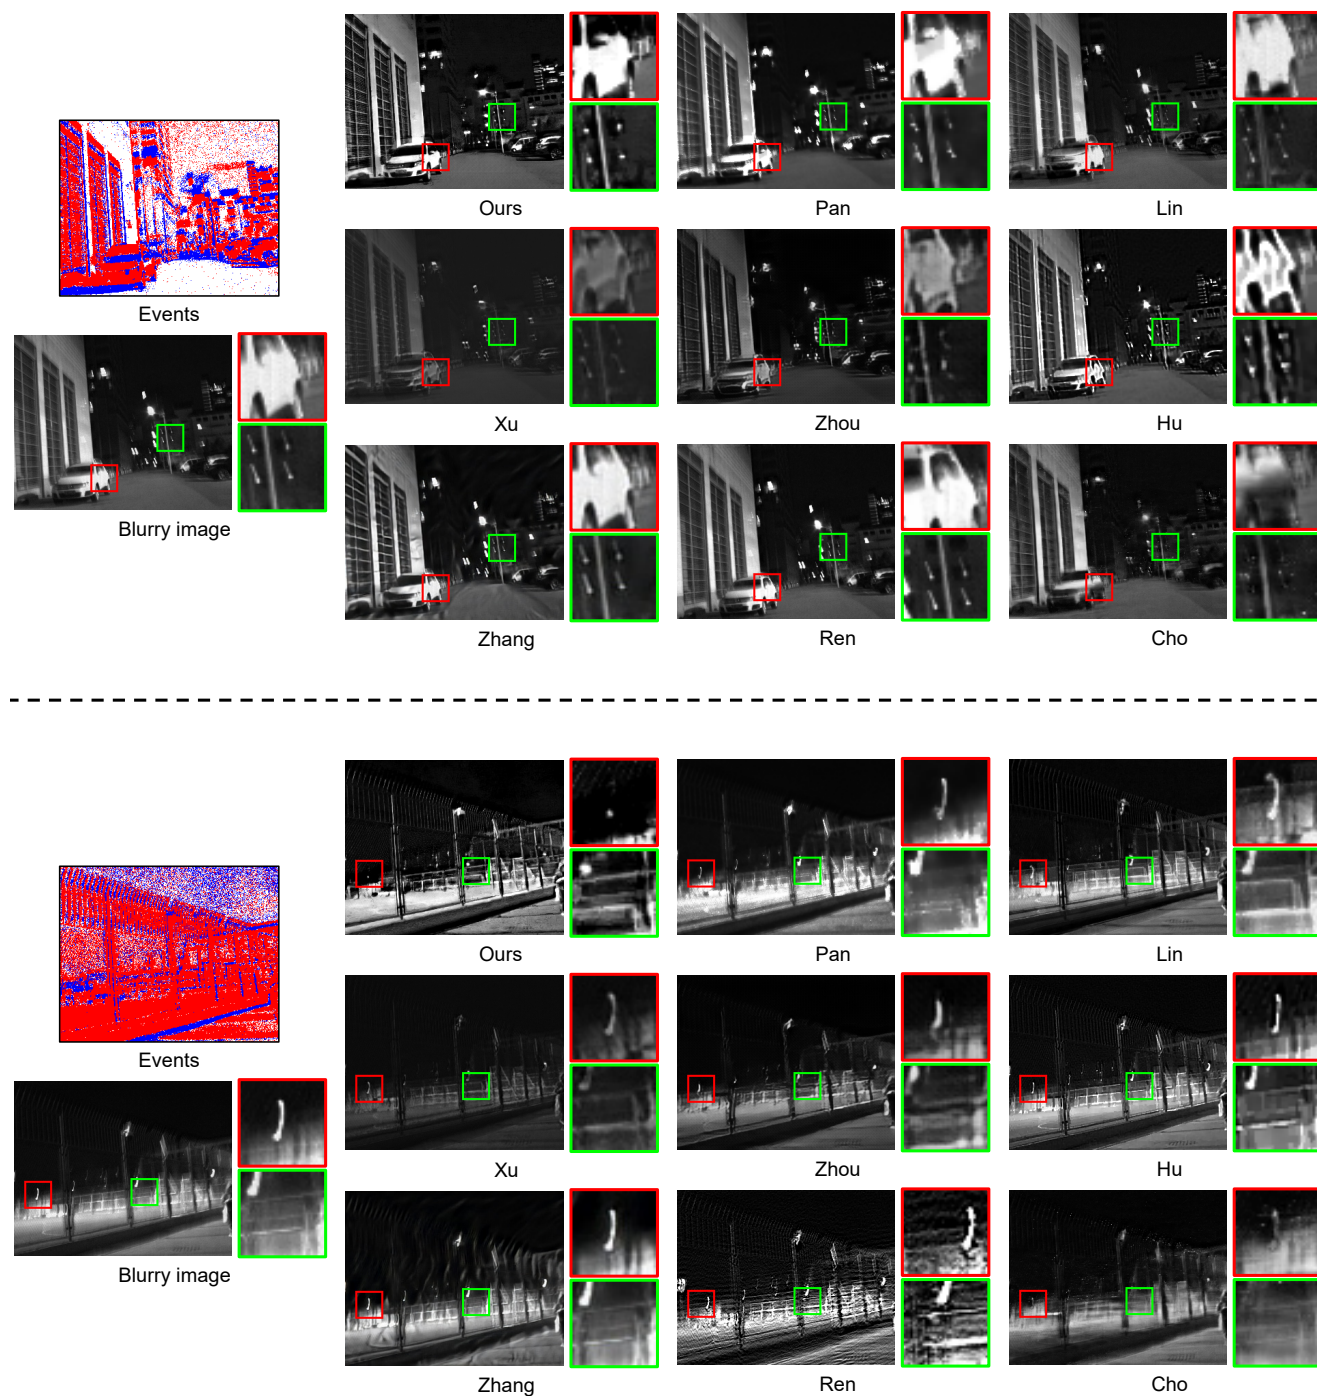 Ours
Pan
Lin
Events
Xu
Zhou
Hu
Blurry image
Zhang
Ren
Cho
Ours
Pan
Lin
Events
Xu
Zhou
Hu
Blurry image
Zhang
Ren
Cho